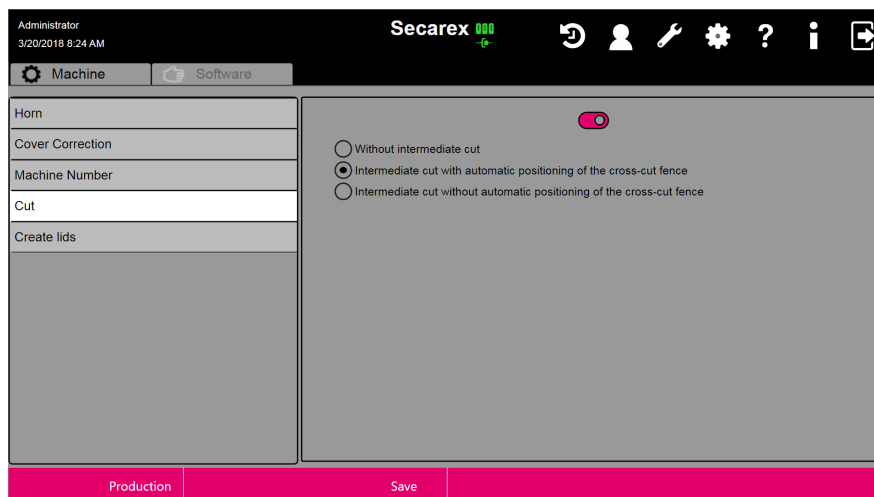 Administrator
3/20/2018 8:24 AM
Secarex
?
i
Machine
Software
Horn
Cover Correction
Machine Number
Cut
Create lids
Without intermediate cut
Intermediate cut with automatic positioning of the cross-cut fence
Intermediate cut without automatic positioning of the cross-cut fence
Production
Save